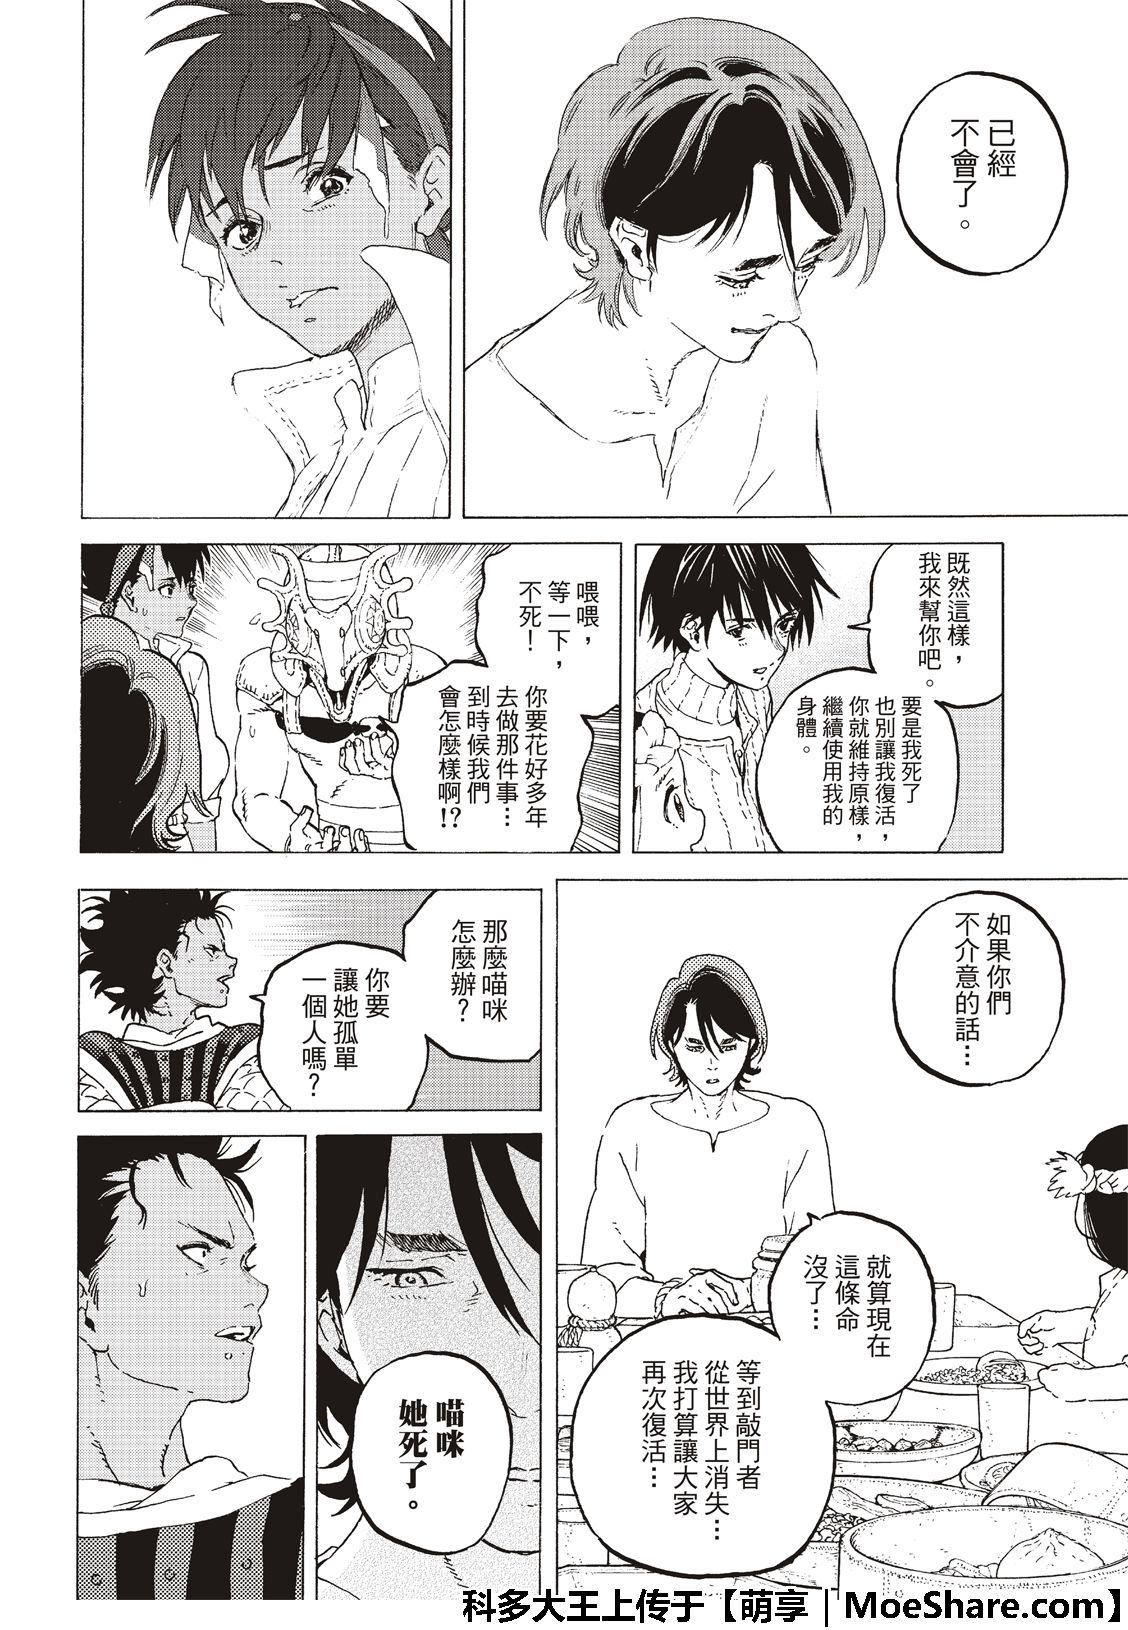 已經
不會了。
既然這樣，
我來幫你吧。
要是我死了
也別讓我復活，
你就維持原樣，
繼續使用我的
身體。
喂喂，
等一下，
不死！
你要花好多年
去做那件事…
到時候我們
會怎麼樣啊!?
如果你們
不介意的話…
就算現在
這條命
沒了…
等到敲門者
從世界上消失…
我打算讓大家
再次復活…
那麼喵咪
怎麼辦？
你要
讓她孤單
一個人嗎？
喵咪
她死了。
科多大王上传于【萌享｜MoeShare.com】